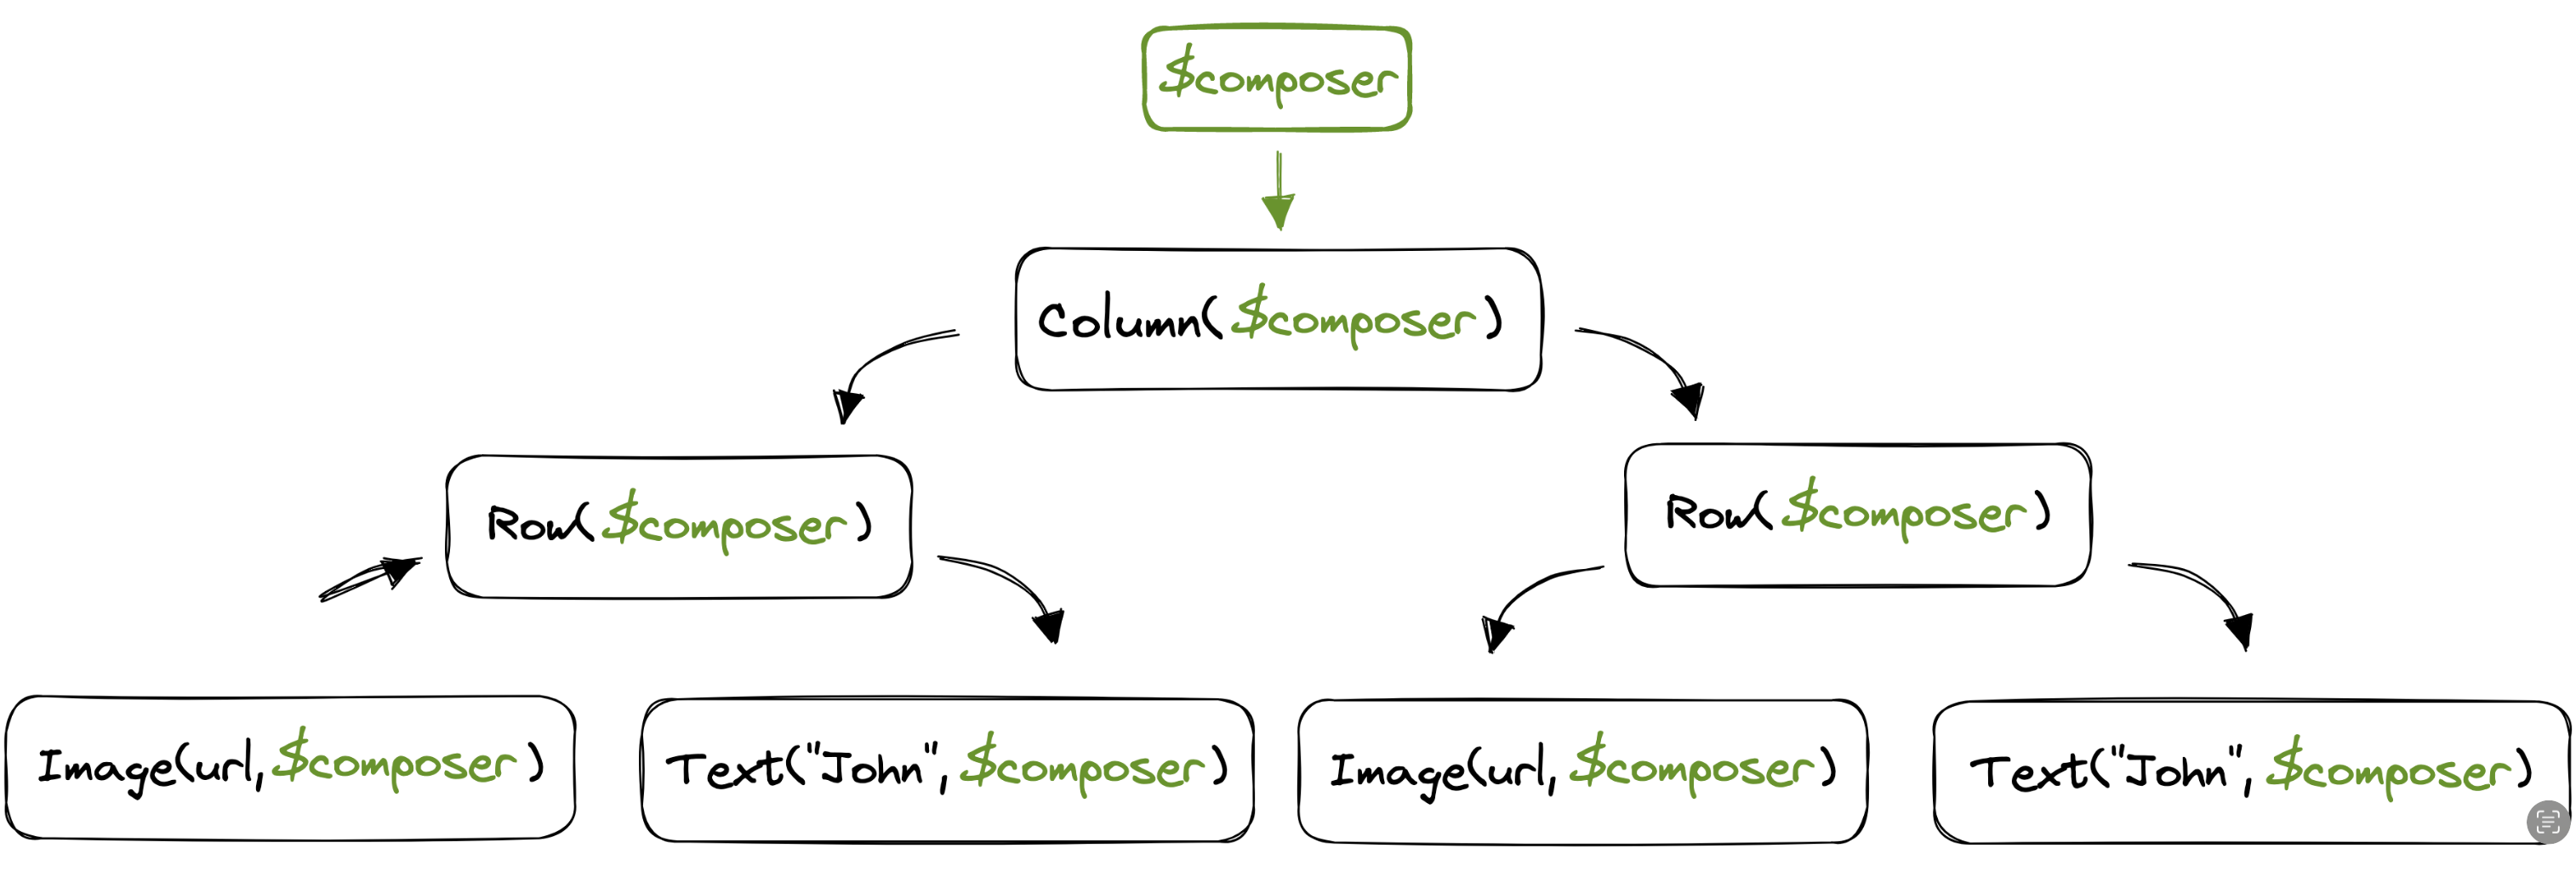 $composer
Column($composer)
Row($composer)
Row($composer)
Image(url,$composer)
Text("John",$composer)
Image(url,$composer)
Text("John",$composer)